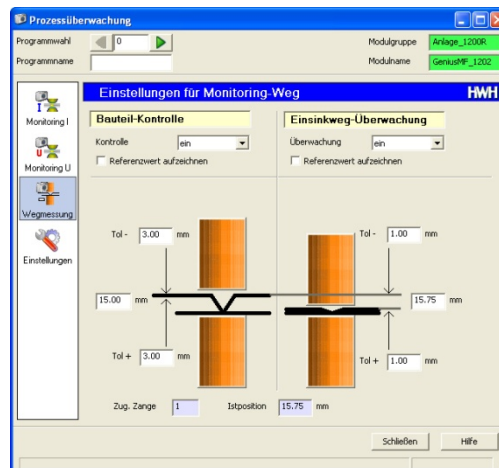 Prozessüberwachung
Programmwahl 0 Modulgruppe Anlage_1200R
Programmname Modulname GeniusMF_1202
Einstellungen für Monitoring-Weg HWH
Monitoring I
Monitoring U
Wegmessung
Einstellungen
Bauteil-Kontrolle
Kontrolle ein
Referenzwert aufzeichnen
Einsinkweg-Überwachung
Überwachung ein
Referenzwert aufzeichnen
Tol - 3.00 mm
15.00 mm
Tol + 3.00 mm
Tol - 1.00 mm
15.75 mm
Tol + 1.00 mm
Zug. Zange 1 Istposition 15.75 mm
Schließen Hilfe